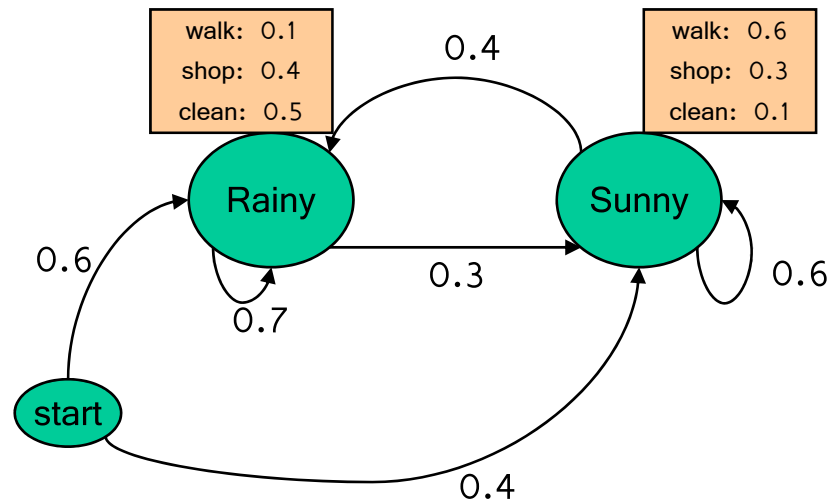 walk: 0.1
shop: 0.4
clean: 0.5
0.4
walk: 0.6
shop: 0.3
clean: 0.1
Rainy
Sunny
0.6
0.3
0.6
0.7
start
0.4